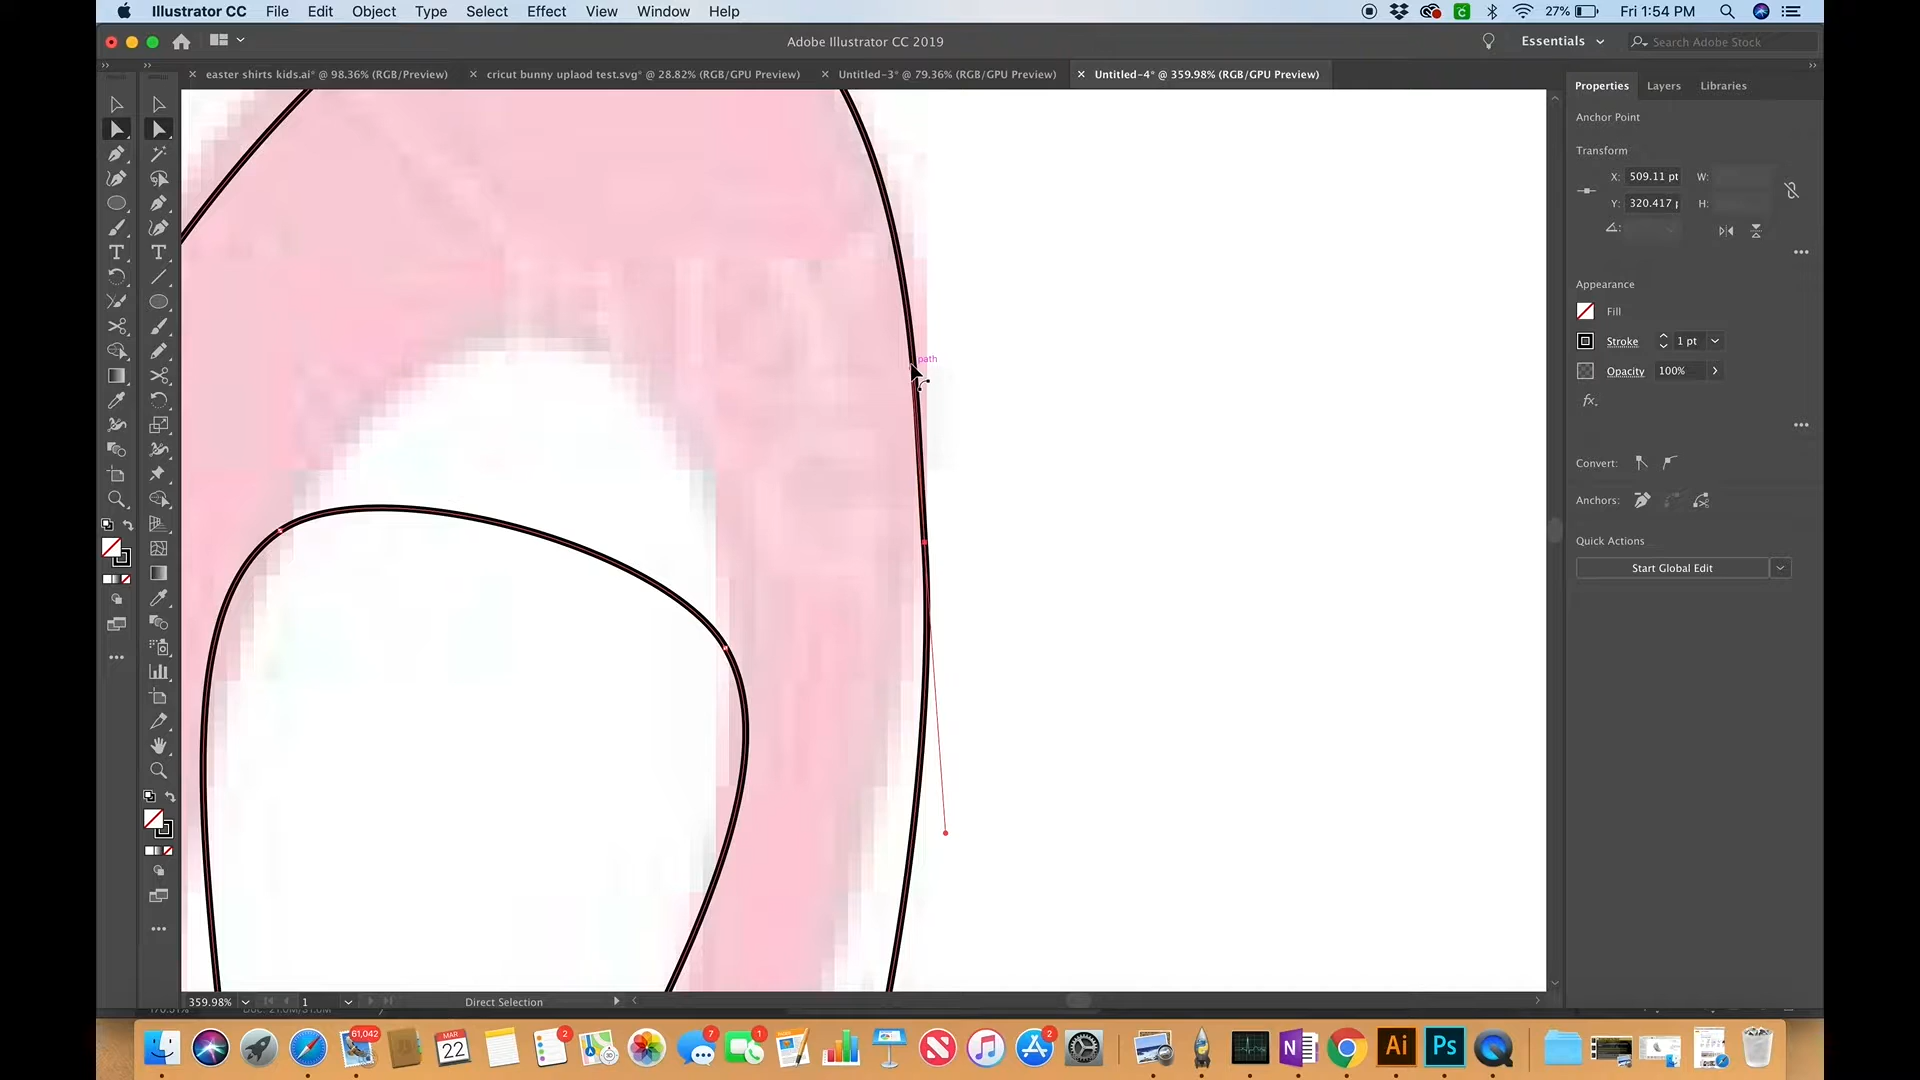 Illustrator CC File Edit Object Type Select Effect View Window Help 27% Fri 1:54 PM
Adobe Illustrator CC 2019 Essentials Search Adobe Stock
easter shirts kids.ai* @ 98.36% (RGB/Preview) cricut bunny uplaod test.svg* @ 28.82% (RGB/GPU Preview) Untitled-3* @ 79.36% (RGB/GPU Preview) Untitled-4* @ 359.98% (RGB/GPU Preview)
Properties Layers Libraries
Anchor Point
Transform
X: 509.11 pt W:
Y: 320.417 p H:
Appearance
Fill
Stroke 1 pt
path
Opacity 100%
fx.
Convert:
Anchors:
Quick Actions
Start Global Edit
359.98% 1 Direct Selection
61,042
MAR
22
2
7
1
2
N
Ai
Ps